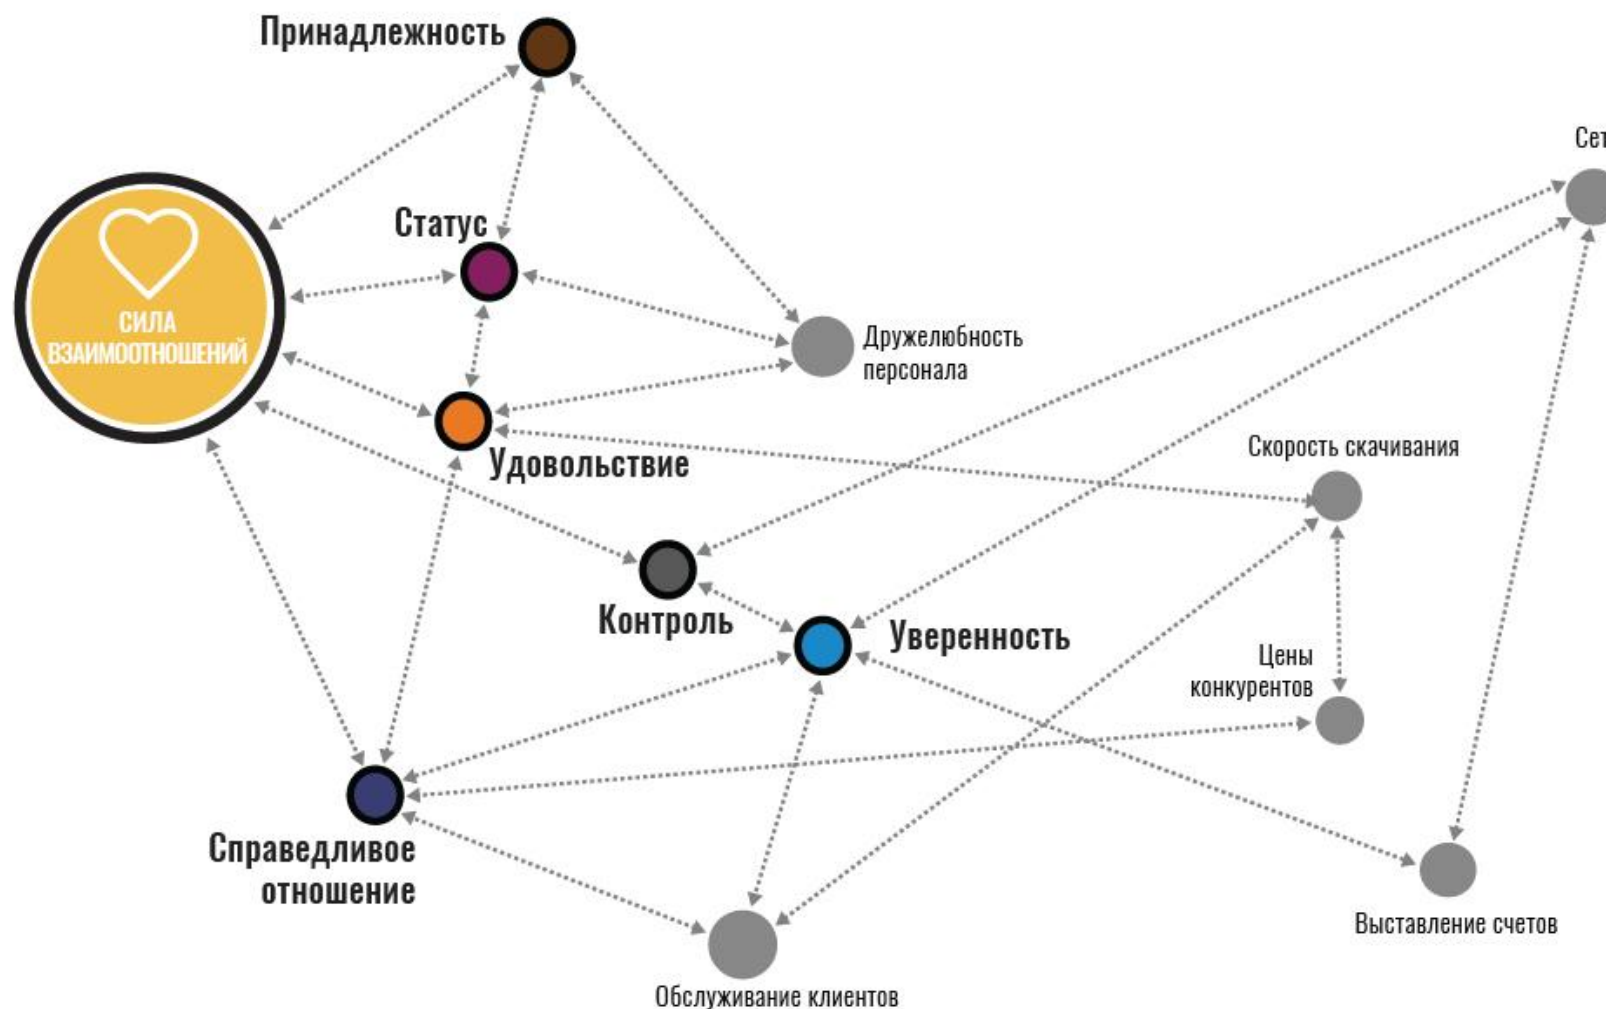 Принадлежность
Статус
СИЛА
ВЗАИМООТНОШЕНИЙ
Дружелюбность
персонала
Удовольствие
Скорость скачивания
Контроль
Уверенность
Цены
конкурентов
Справедливое
отношение
Выставление счетов
Обслуживание клиентов